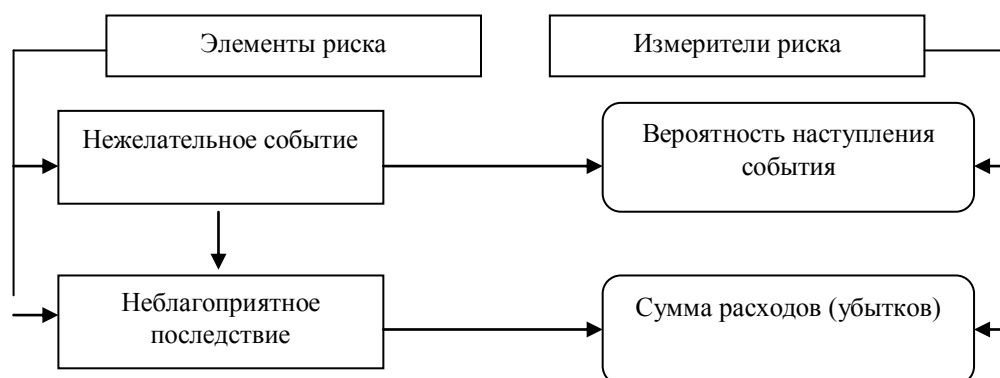 Элементы риска
Измерители риска
Нежелательное событие
Вероятность наступления
события
Неблагоприятное
последствие
Сумма расходов (убытков)